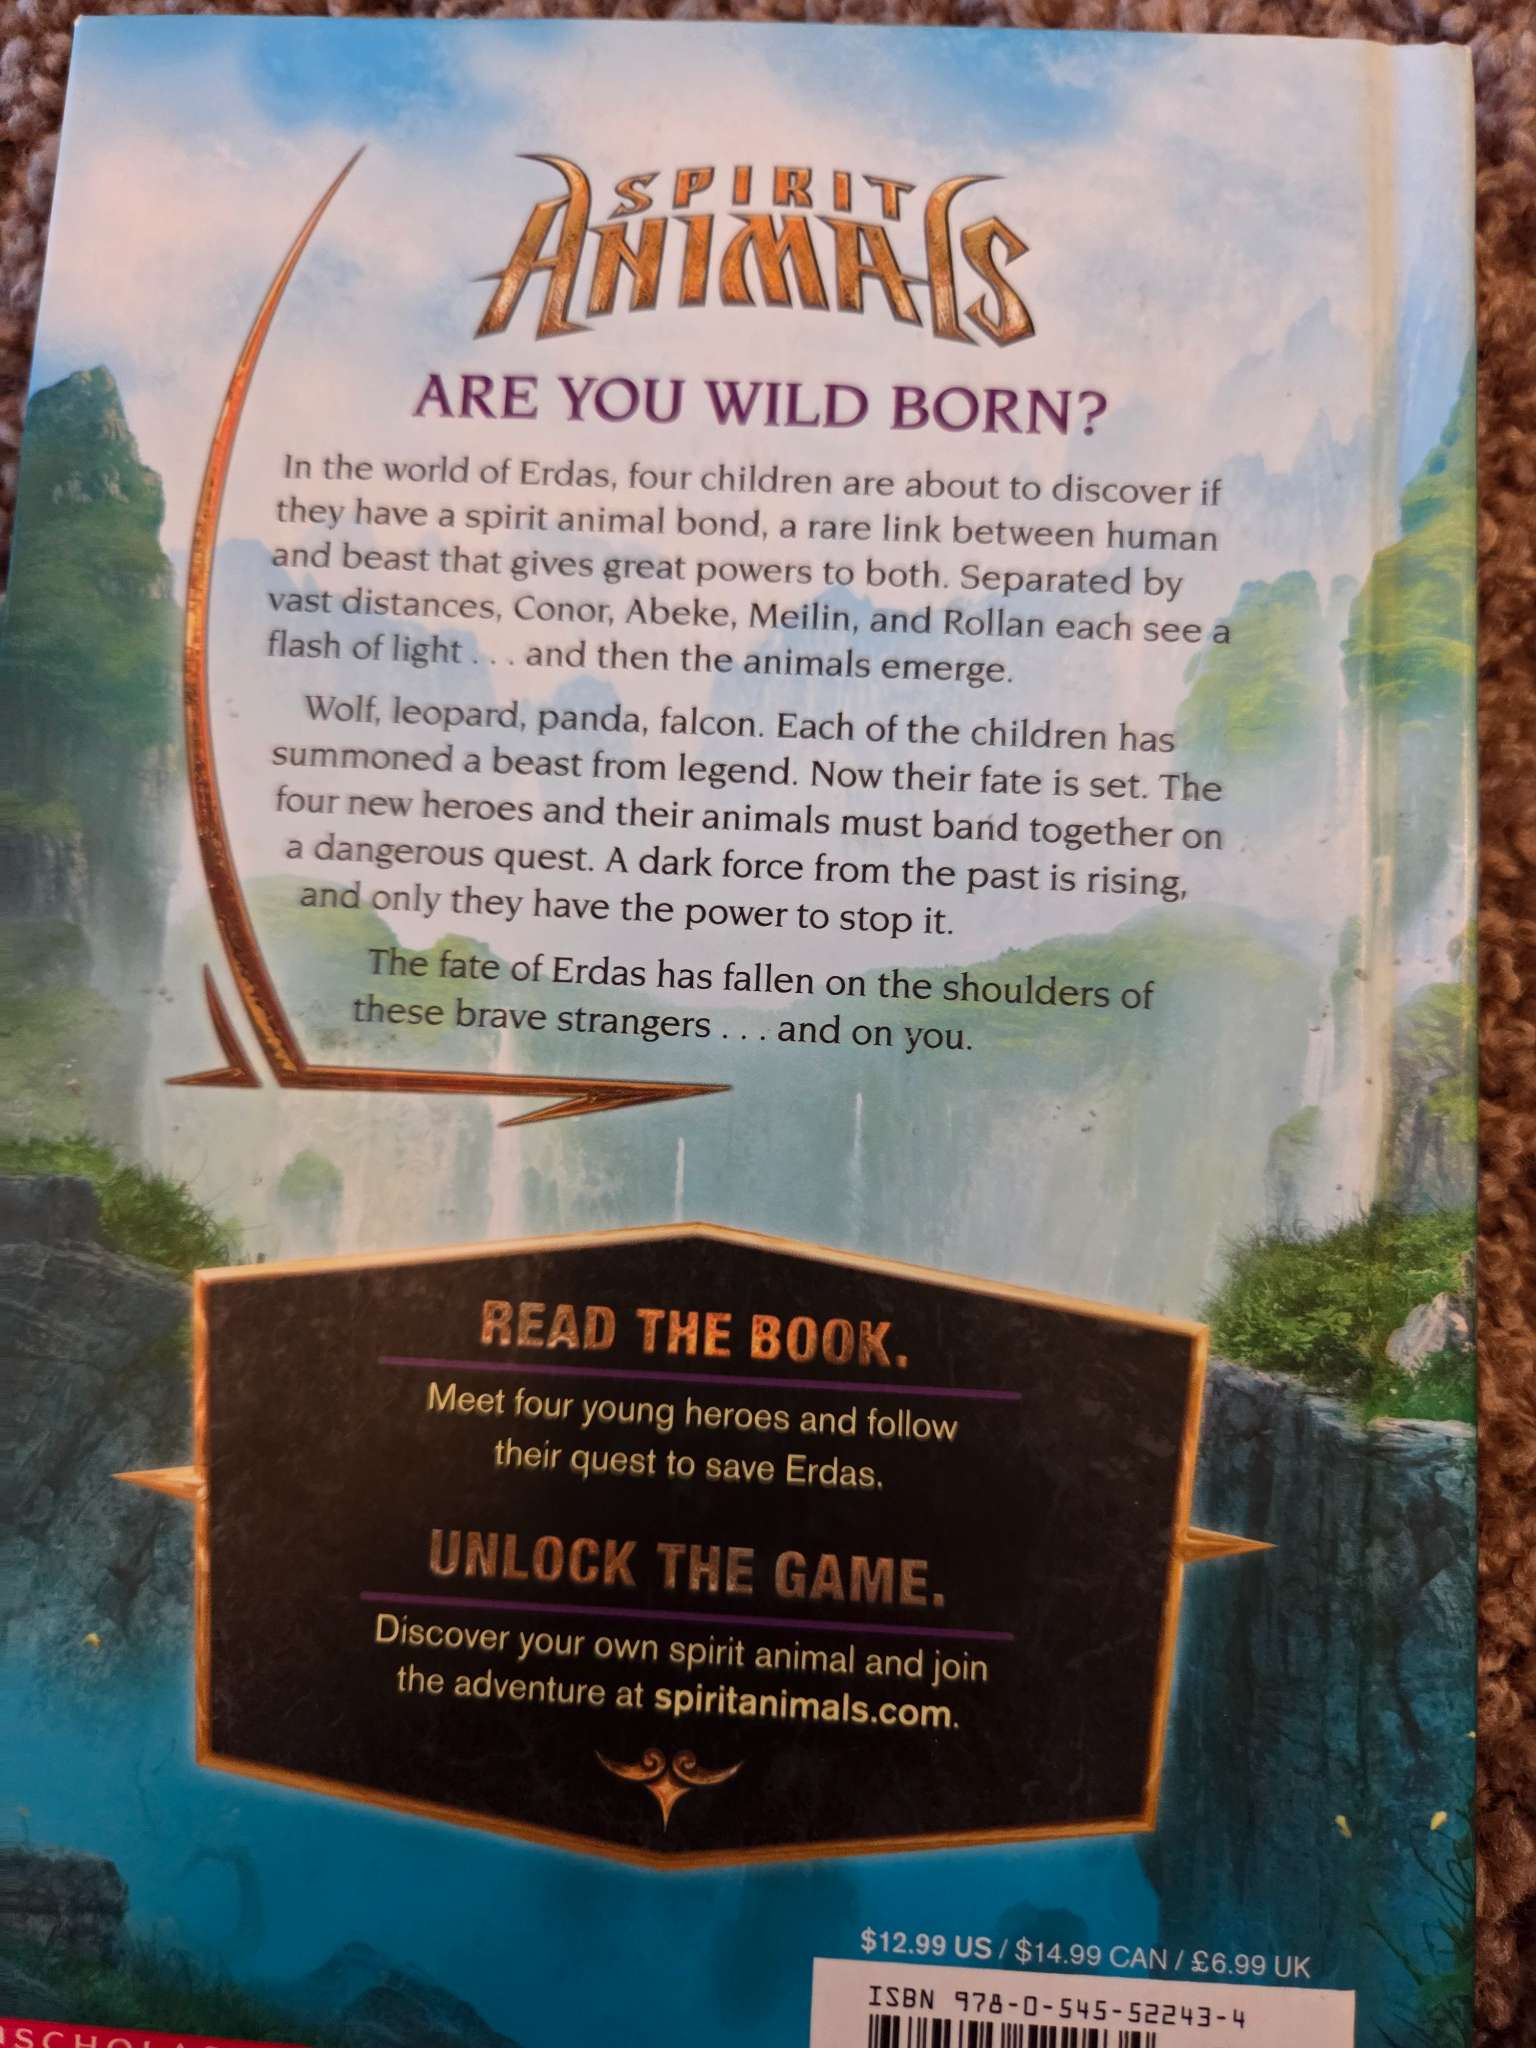 SPIRIT
ANIMALS
ARE YOU WILD BORN?
In the world of Erdas, four children are about to discover if
they have a spirit animal bond, a rare link between human
and beast that gives great powers to both. Separated by
vast distances, Conor, Abeke, Meilin, and Rollan each see a
flash of light . . . and then the animals emerge.
Wolf, leopard, panda, falcon. Each of the children has
summoned a beast from legend. Now their fate is set. The
four new heroes and their animals must band together on
a dangerous quest. A dark force from the past is rising,
and only they have the power to stop it.
The fate of Erdas has fallen on the shoulders of
these brave strangers . . . and on you.
READ THE BOOK.
Meet four young heroes and follow
their quest to save Erdas.
UNLOCK THE GAME.
Discover your own spirit animal and join
the adventure at spiritanimals.com.
$12.99 US / $14.99 CAN / £6.99 UK
ISBN 978-0-545-52243-4